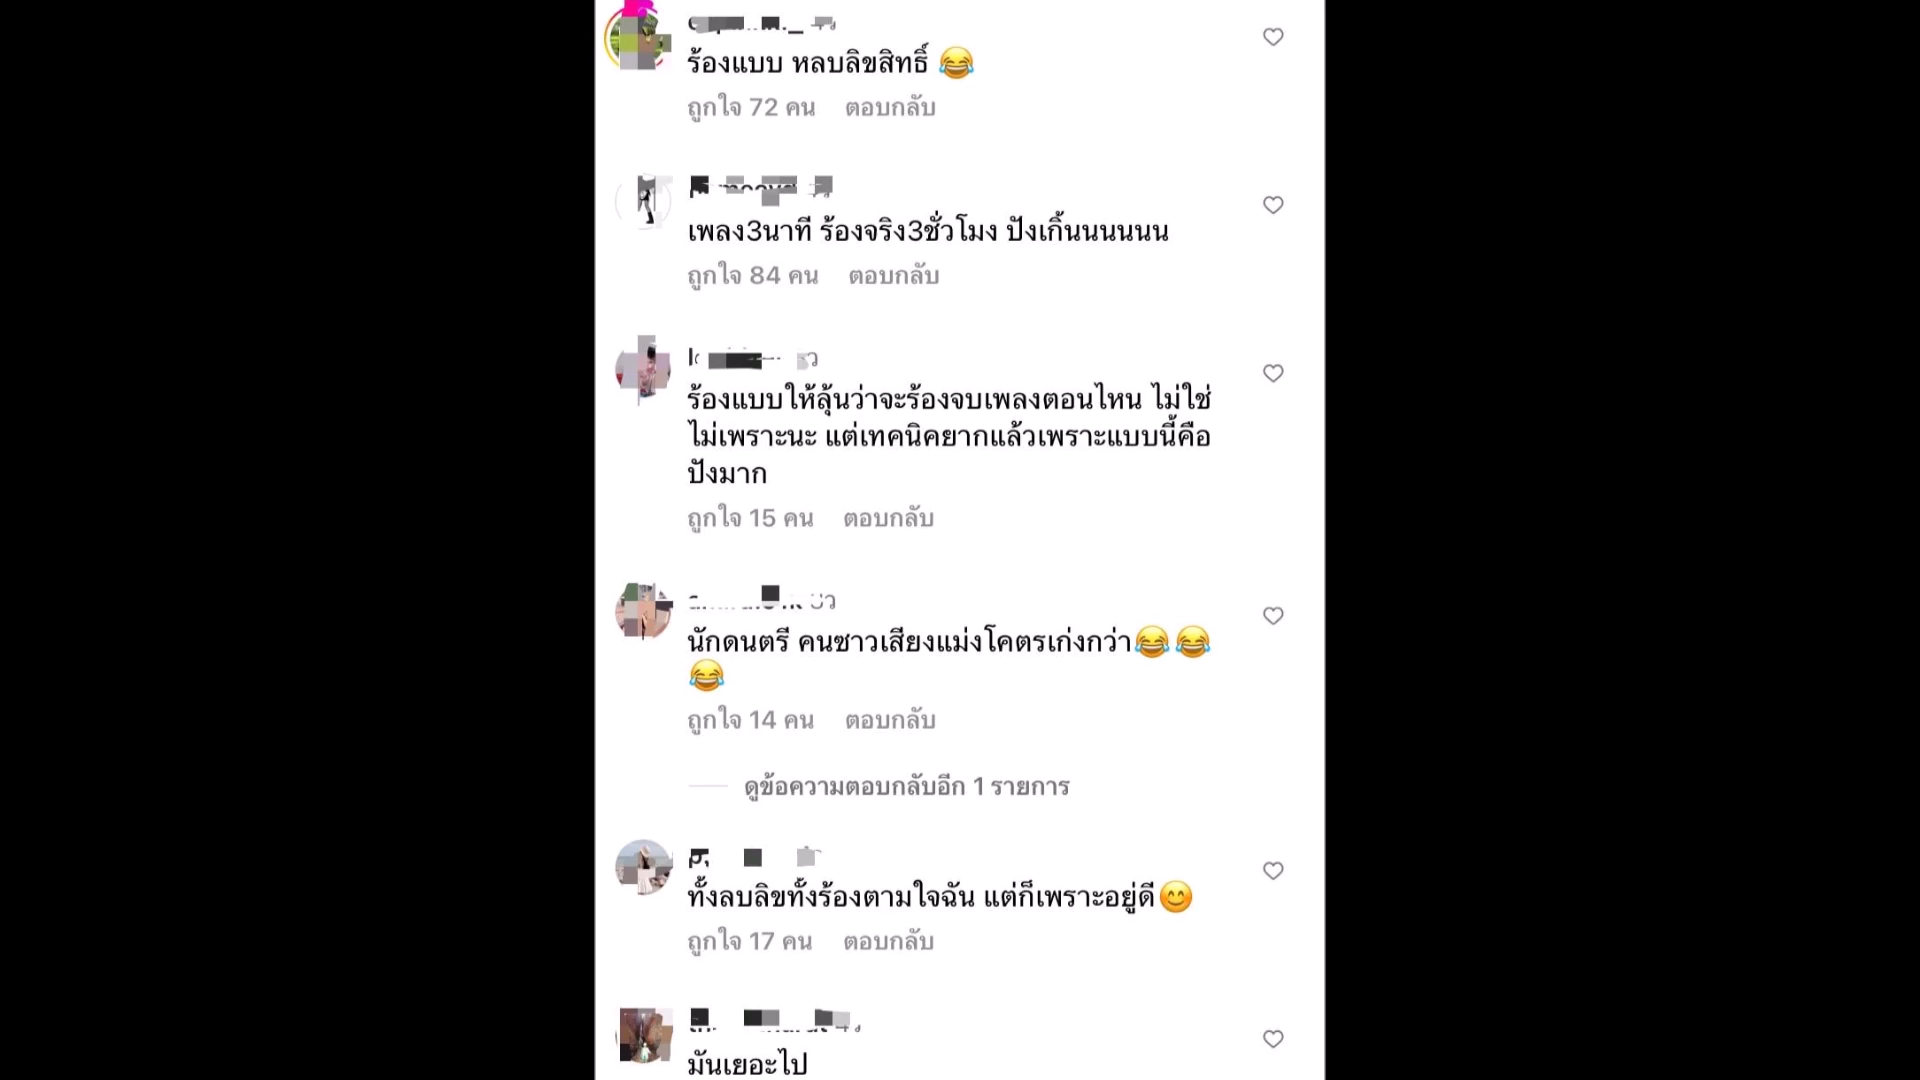 ร้องแบบ หลบลิขสิทธิ์ 😂
ถูกใจ 72 คน ตอบกลับ
เพลง3นาที ร้องจริง3ชั่วโมง ปังเกิ้นนนนนน
ถูกใจ 84 คน ตอบกลับ
ร้องแบบให้ลุ้นว่าจะร้องจบเพลงตอนไหน ไม่ใช่
ไม่เพราะนะ แต่เทคนิคยากแล้วเพราะแบบนี้คือ
ปังมาก
ถูกใจ 15 คน ตอบกลับ
นักดนตรี คนซาวเสียงแม่งโคตรเก่งกว่า😂😂
😂
ถูกใจ 14 คน ตอบกลับ
ดูข้อความตอบกลับอีก 1 รายการ
ทั้งลบลิขทั้งร้องตามใจฉัน แต่ก็เพราะอยู่ดี😊
ถูกใจ 17 คน ตอบกลับ
มันเยอะไป